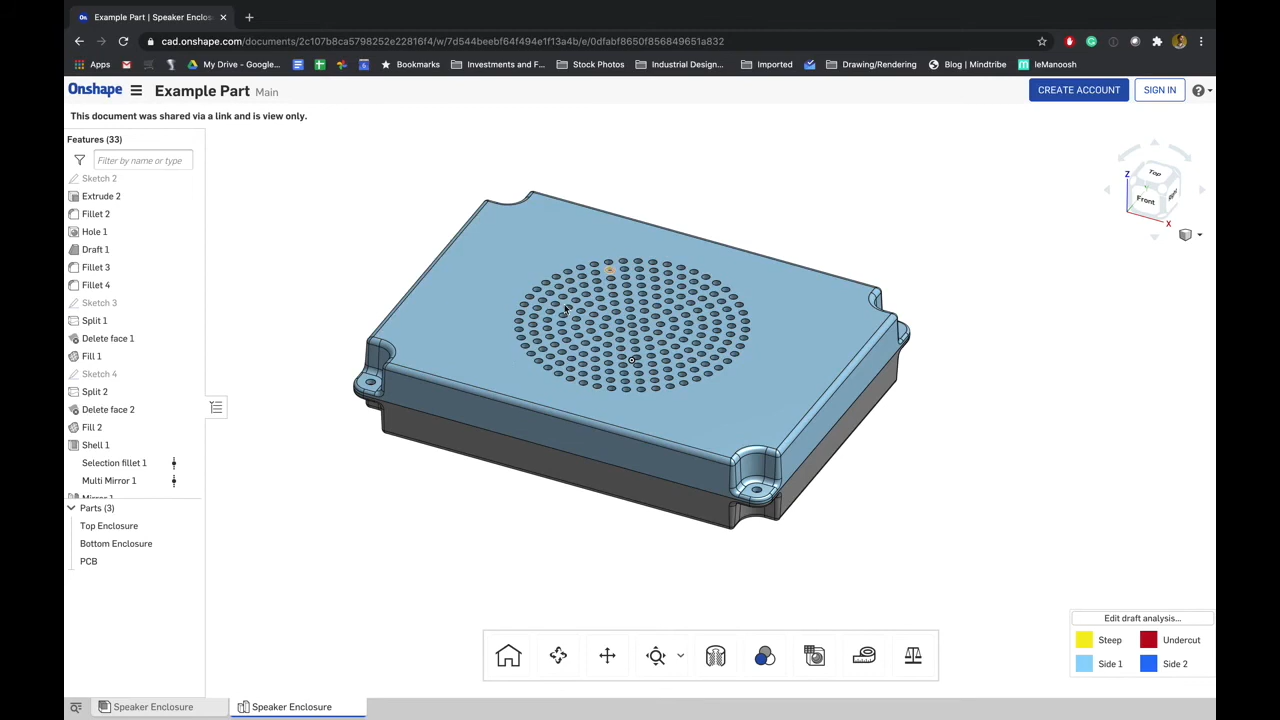 Example Part | Speaker Enclos
cad.onshape.com/documents/2c107b8ca5798252e22816f4/w/7d544beebf64f494e1f13a4b/e/0dfabf8650f856849651a832
Apps My Drive - Google... Bookmarks Investments and F... Stock Photos Industrial Design... Imported Drawing/Rendering Blog | Mindtribe leManoosh
Onshape Example Part Main CREATE ACCOUNT SIGN IN
This document was shared via a link and is view only.
Features (33)
Filter by name or type
Sketch 2
Extrude 2
Fillet 2
Hole 1
Draft 1
Fillet 3
Fillet 4
Sketch 3
Split 1
Delete face 1
Fill 1
Sketch 4
Split 2
Delete face 2
Fill 2
Shell 1
Selection fillet 1
Multi Mirror 1
Mirror 1
Parts (3)
Top Enclosure
Bottom Enclosure
PCB
Z
Top
Front
Right
X
Edit draft analysis...
Steep Undercut
Side 1 Side 2
Speaker Enclosure Speaker Enclosure